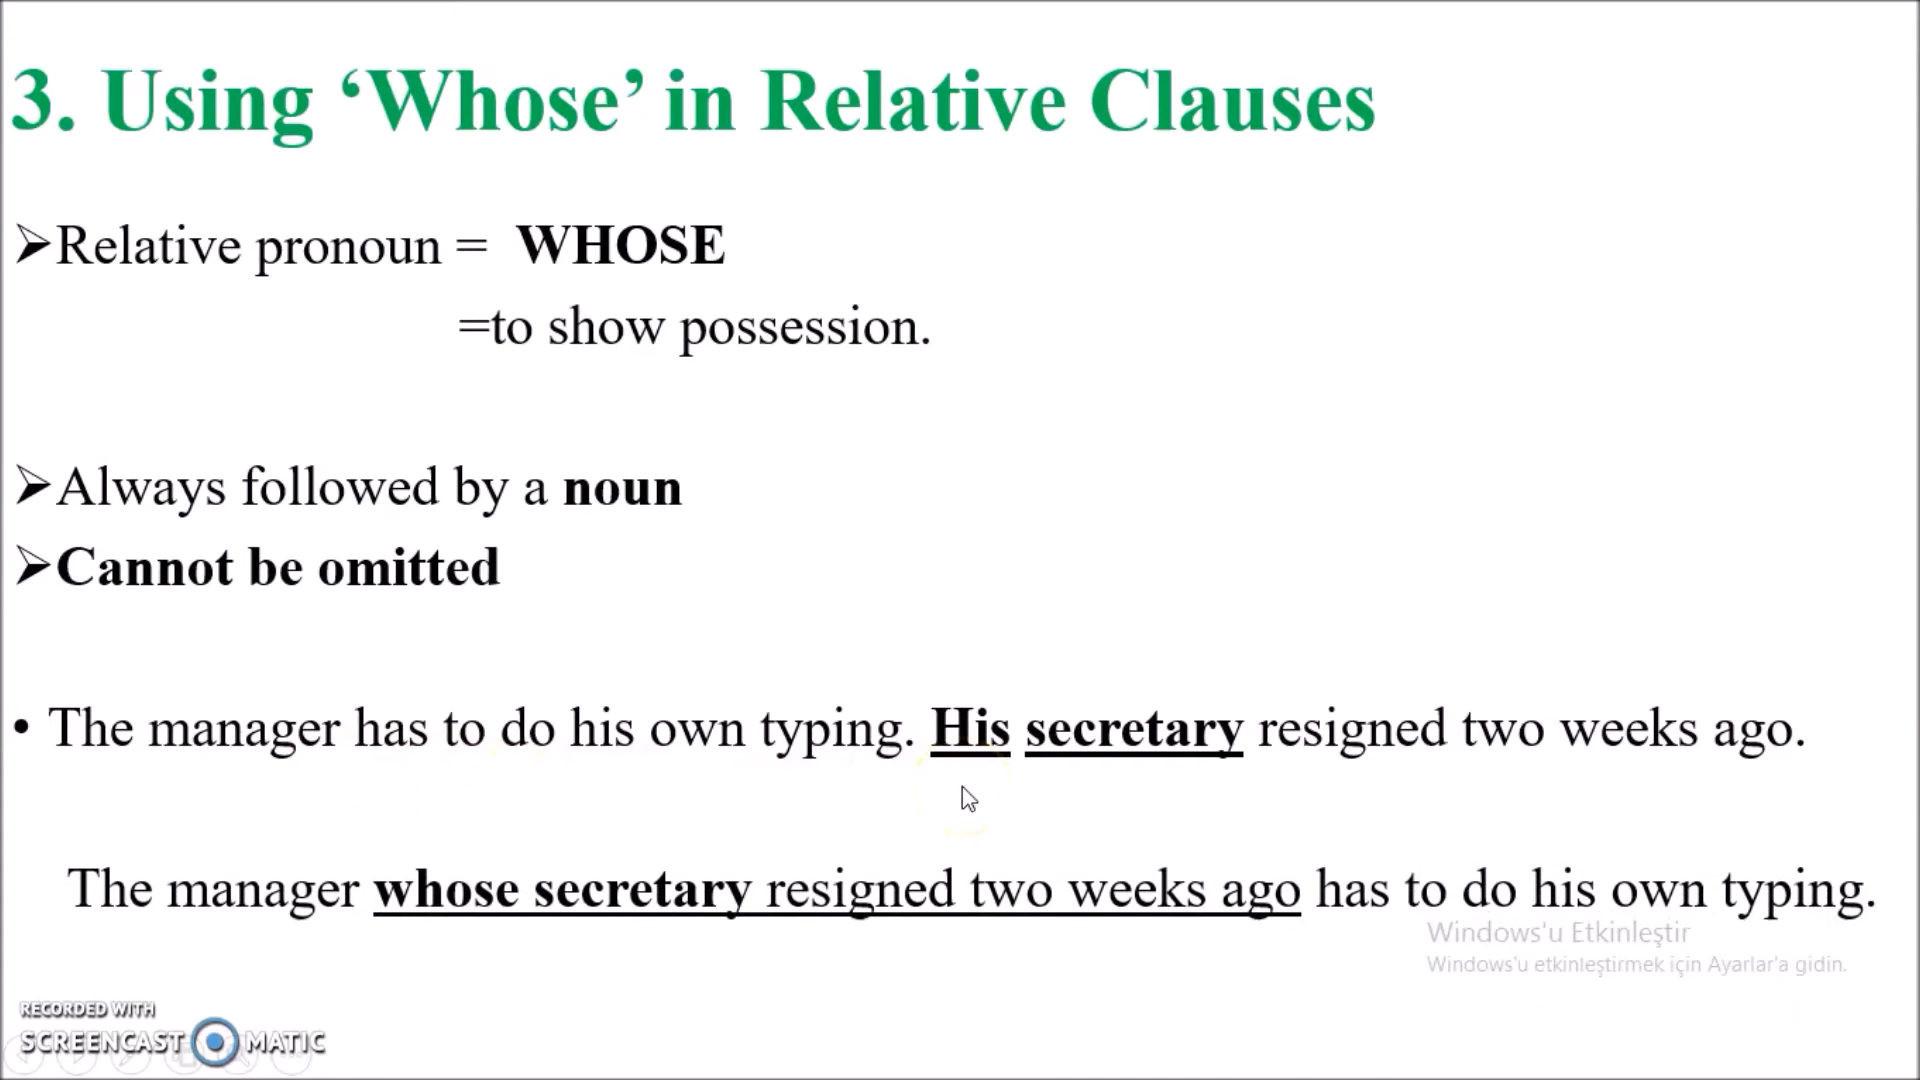 3. Using ‘Whose’ in Relative Clauses
➢Relative pronoun = WHOSE
=to show possession.
➢Always followed by a noun
➢Cannot be omitted
• The manager has to do his own typing. His secretary resigned two weeks ago.
The manager whose secretary resigned two weeks ago has to do his own typing.
Windows'u Etkinleştir
Windows'u etkinleştirmek için Ayarlar'a gidin.
RECORDED WITH
SCREENCAST MATIC